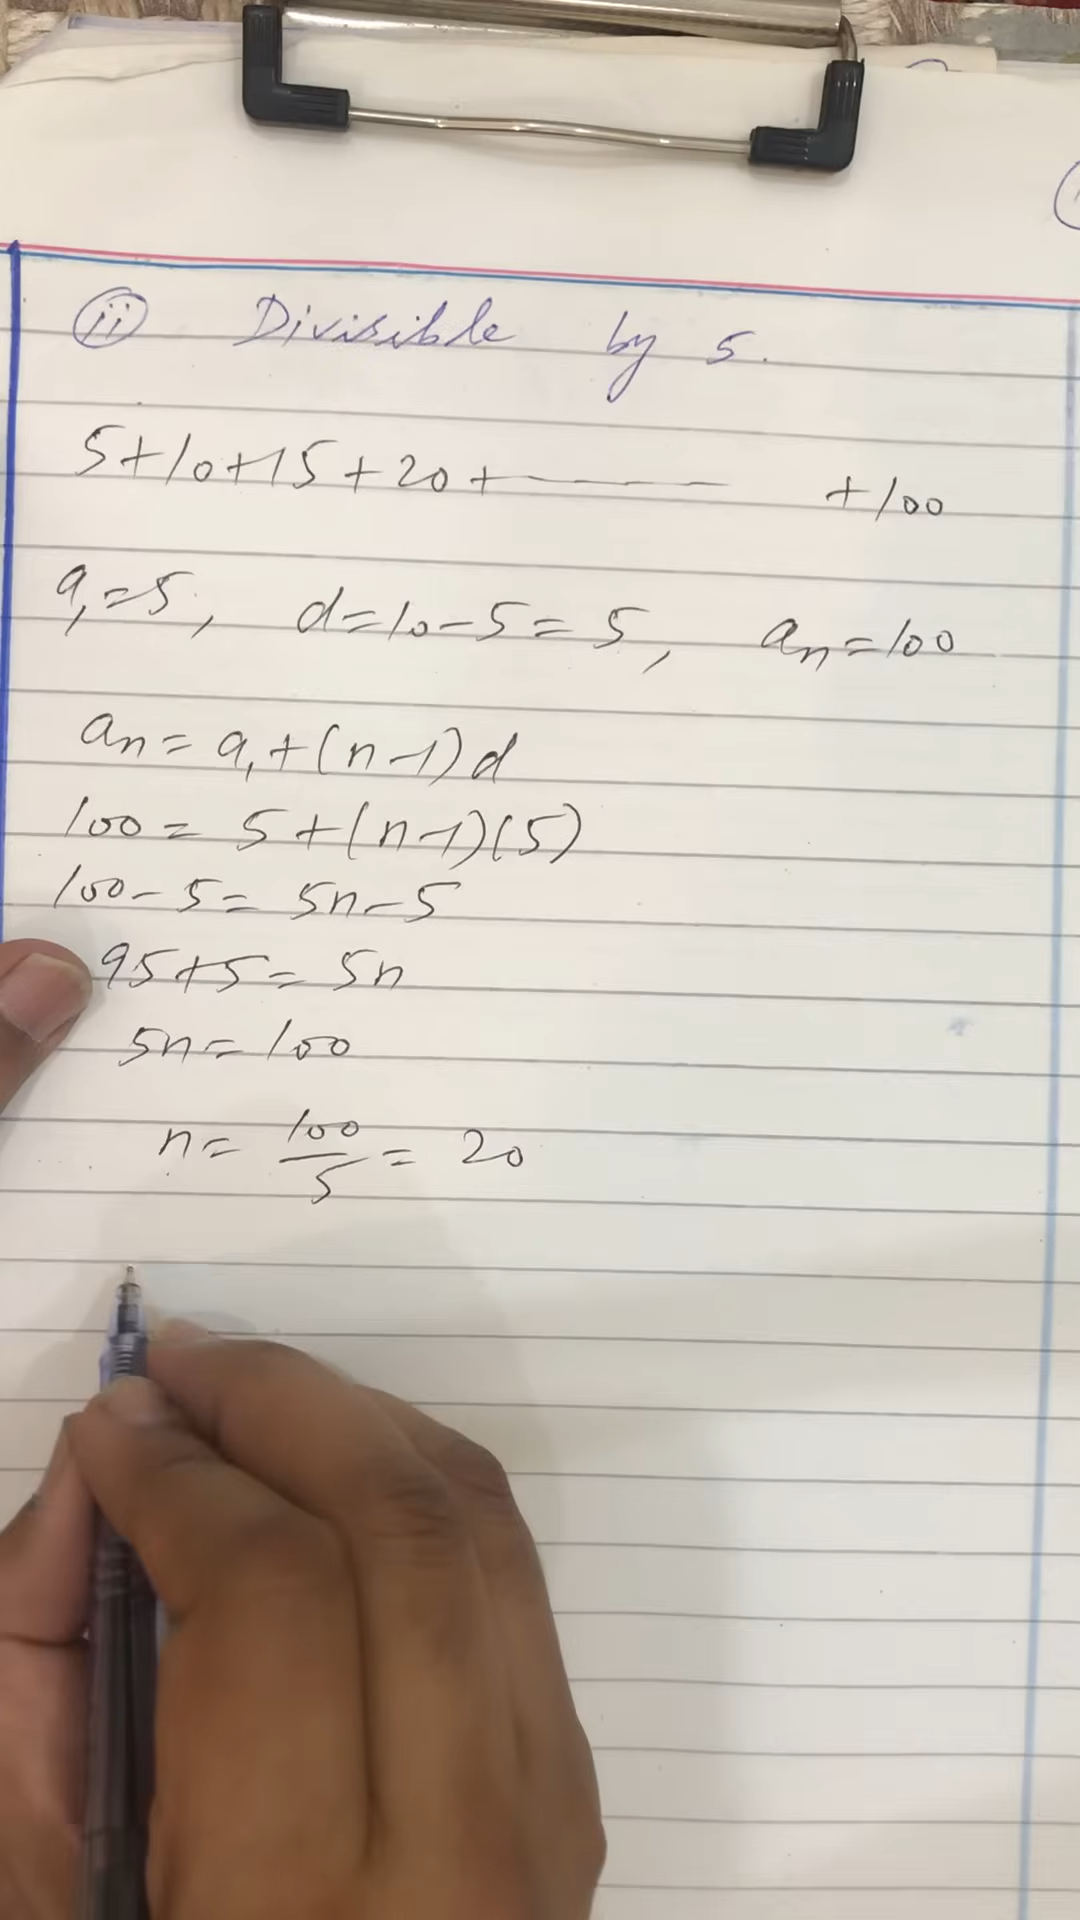 (ii) Divisible by 5.
5+10+15+20+------ +100
a₁=5, d=10-5=5, aₙ=100
aₙ=a₁+(n-1)d
100=5+(n-1)(5)
100-5=5n-5
95+5=5n
5n=100
n=100/5=20